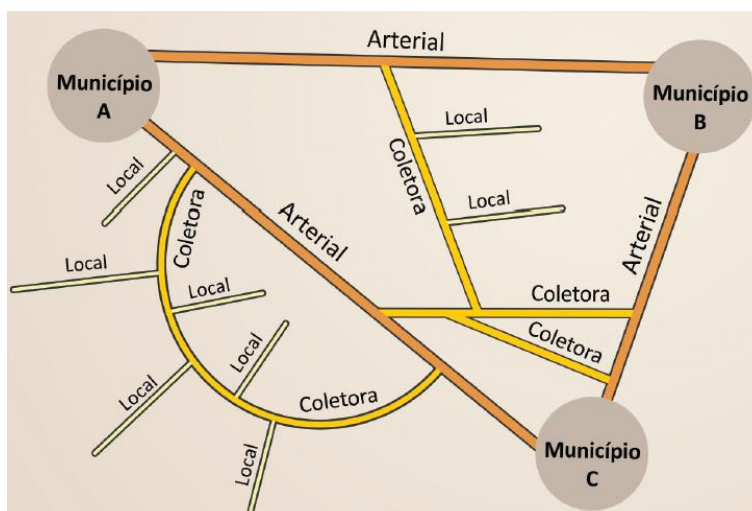 Arterial
Município
A
Município
B
Local
Local
Coletora
Local
Coletora
Arterial
Arterial
Local
Local
Coletora
Coletora
Local
Local
Coletora
Local
Município
C